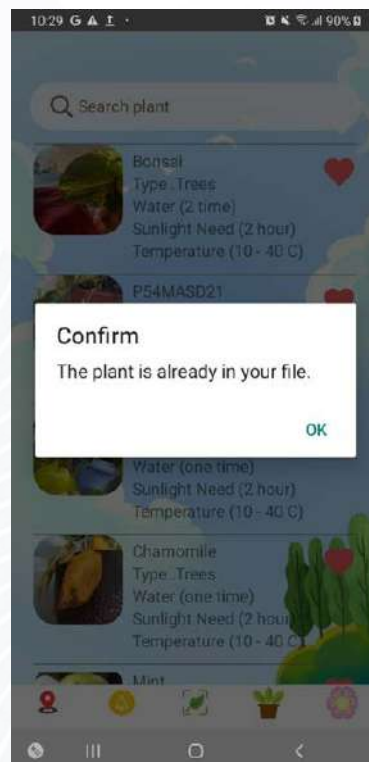 10:29 G
90%
Search plant
Bonsai
Type :Trees
Water (2 time)
Sunlight Need (2 hour)
Temperature (10 - 40 C)
P54MASD21
Confirm
The plant is already in your file.
OK
Water (one time)
Sunlight Need (2 hour)
Temperature (10 - 40 C)
Chamomile
Type :Trees
Water (one time)
Sunlight Need (2 hour)
Temperature (10 - 40 C)
Mint